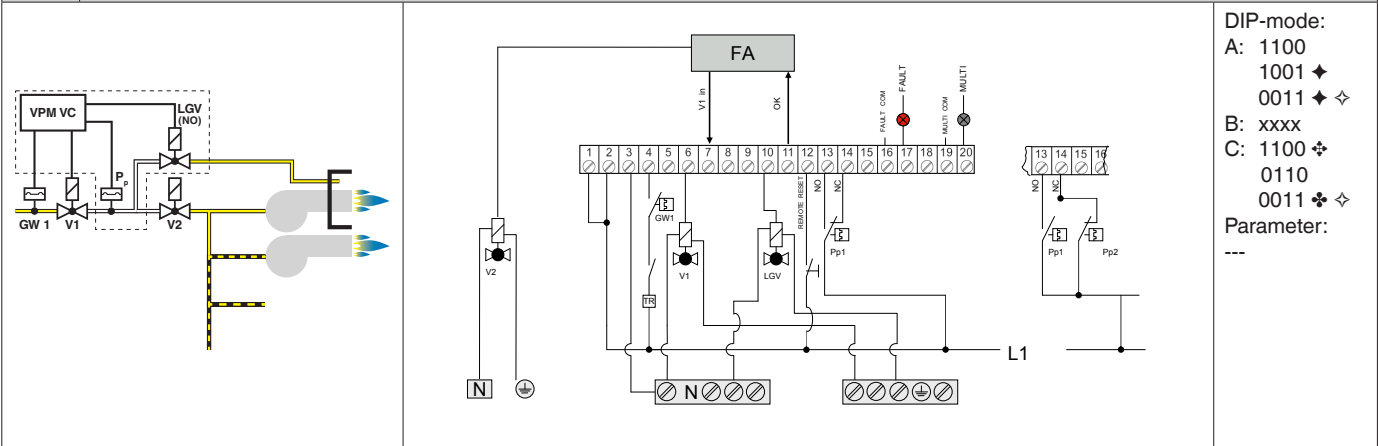 VPM VC
LGV
(NO)
Pp
GW 1
V1
V2
FA
V1 in
OK
FAULT COM
FAULT
MULTI COM
MULTI
1 2 3 4 5 6 7 8 9 10 11 12 13 14 15 16 17 18 19 20
REMOTE RESET
NO
NC
GW1
V2
V1
LGV
Pp1
TR
L1
N
N
13 14 15 16
NO
NC
Pp1
Pp2
DIP-mode:
A: 1100
1001 ✦
0011 ✦ ✧
B: xxxx
C: 1100 ✥
0110
0011 ✤ ✧
Parameter:
---